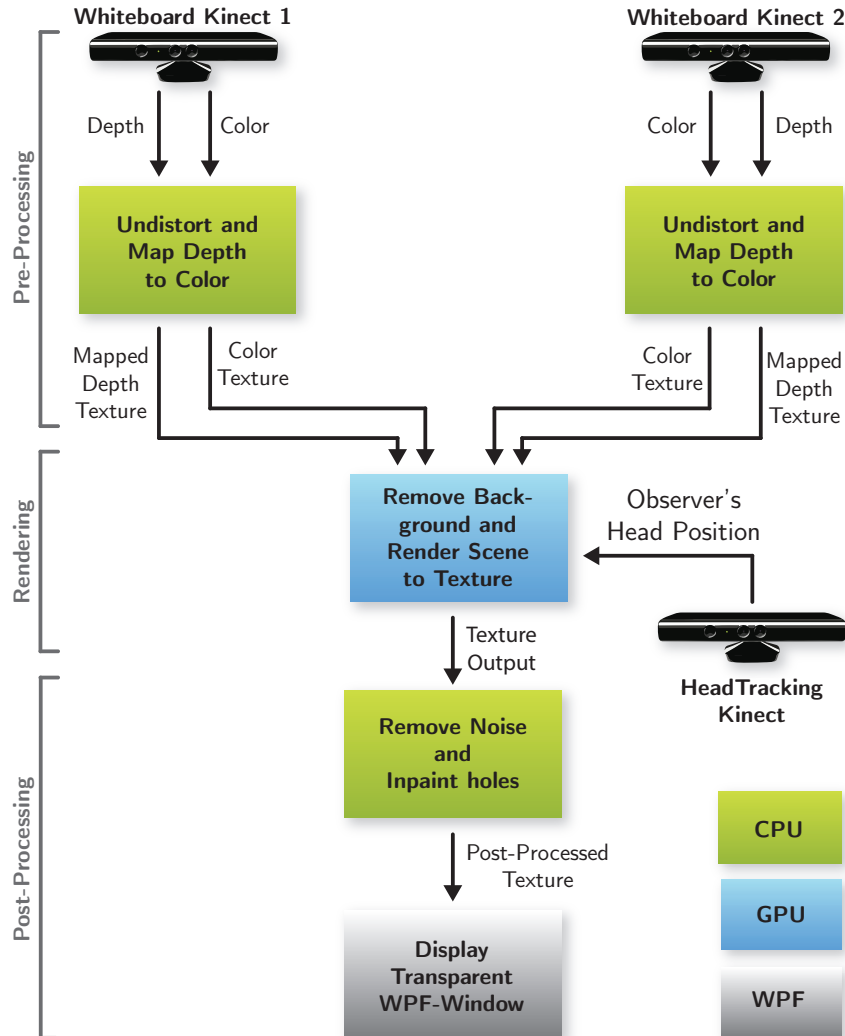 Whiteboard Kinect 1
Whiteboard Kinect 2
Pre-Processing
Depth
Color
Color
Depth
Undistort and
Map Depth
to Color
Undistort and
Map Depth
to Color
Mapped
Depth
Texture
Color
Texture
Color
Texture
Mapped
Depth
Texture
Rendering
Remove Back-
ground and
Render Scene
to Texture
Observer's
Head Position
HeadTracking
Kinect
Texture
Output
Post-Processing
Remove Noise
and
Inpaint holes
Post-Processed
Texture
Display
Transparent
WPF-Window
CPU
GPU
WPF